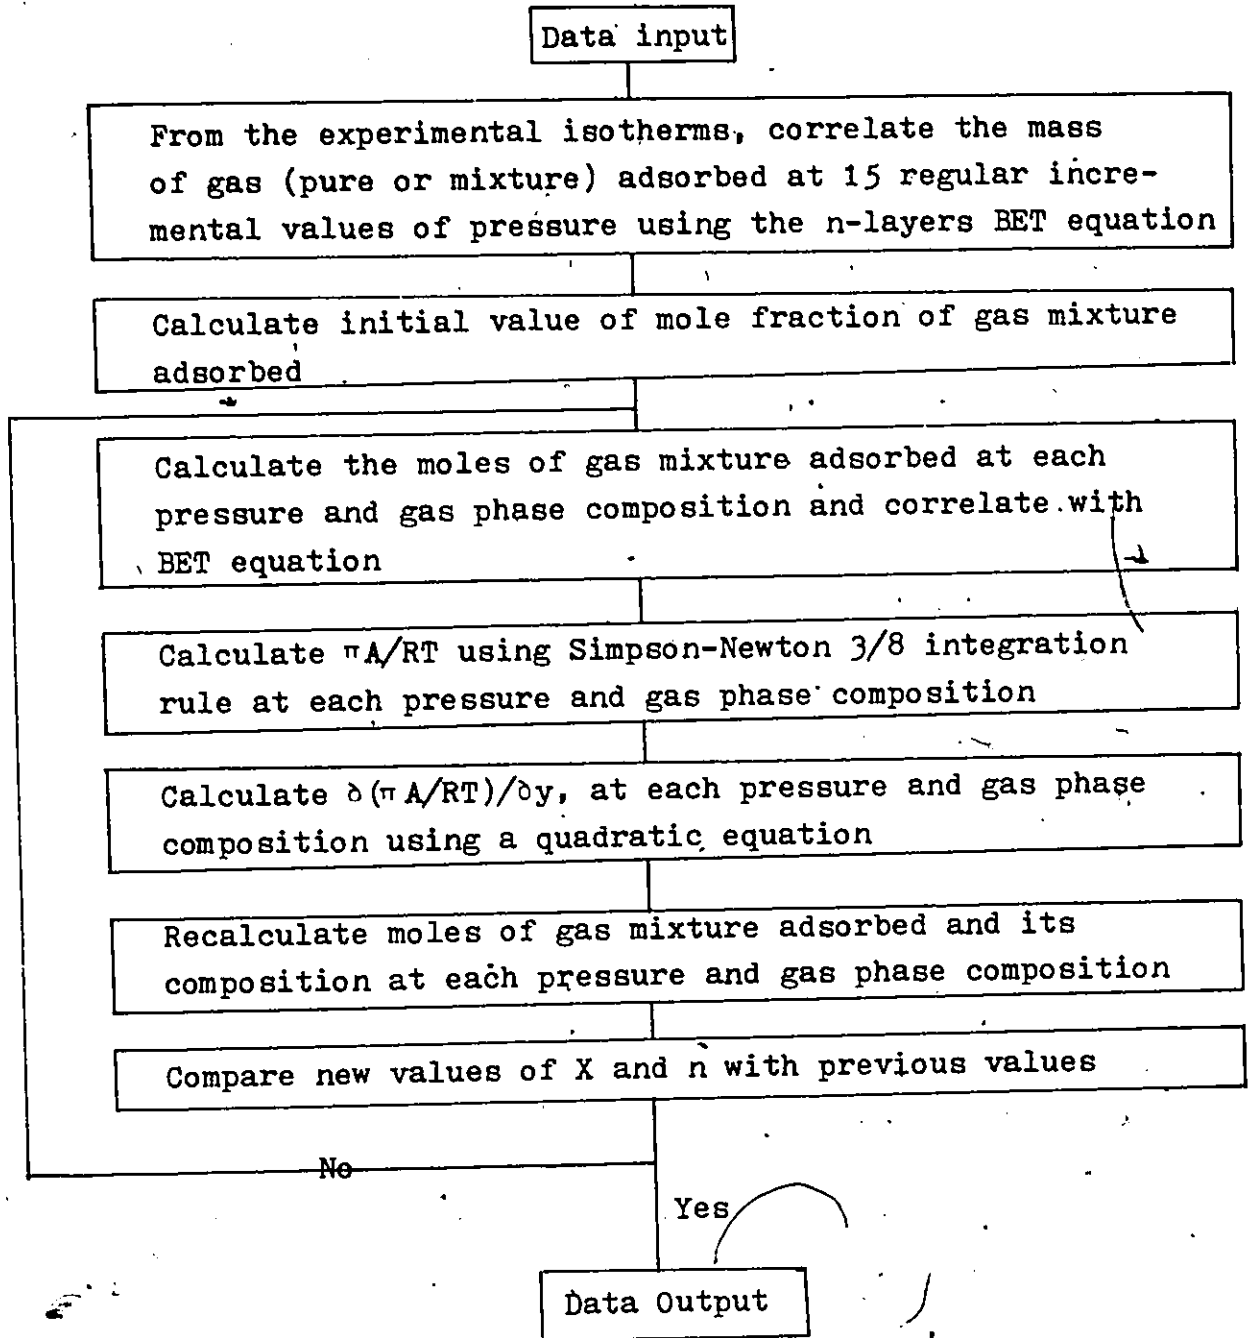 Data input
From the experimental isotherms, correlate the mass
of gas (pure or mixture) adsorbed at 15 regular incre-
mental values of pressure using the n-layers BET equation
Calculate initial value of mole fraction of gas mixture
adsorbed
Calculate the moles of gas mixture adsorbed at each
pressure and gas phase composition and correlate with
BET equation
Calculate πA/RT using Simpson-Newton 3/8 integration
rule at each pressure and gas phase composition
Calculate ∂(πA/RT)/∂y, at each pressure and gas phase
composition using a quadratic equation
Recalculate moles of gas mixture adsorbed and its
composition at each pressure and gas phase composition
Compare new values of X and n with previous values
No
Yes
Data Output